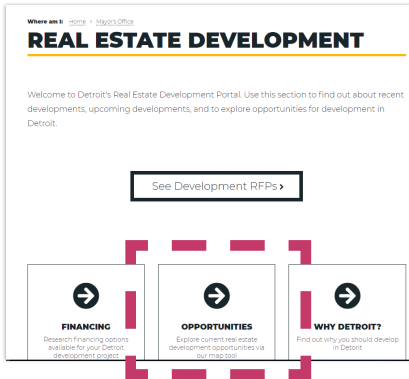 Where am I: Home > Mayor's Office
REAL ESTATE DEVELOPMENT
Welcome to Detroit's Real Estate Development Portal. Use this section to find out about recent
developments, upcoming developments, and to explore opportunities for development in
Detroit.
See Development RFPs >
FINANCING
Research financing options
available for your Detroit
development project
OPPORTUNITIES
Explore current real estate
development opportunities via
our map tool
WHY DETROIT?
Find out why you should develop
in Detroit